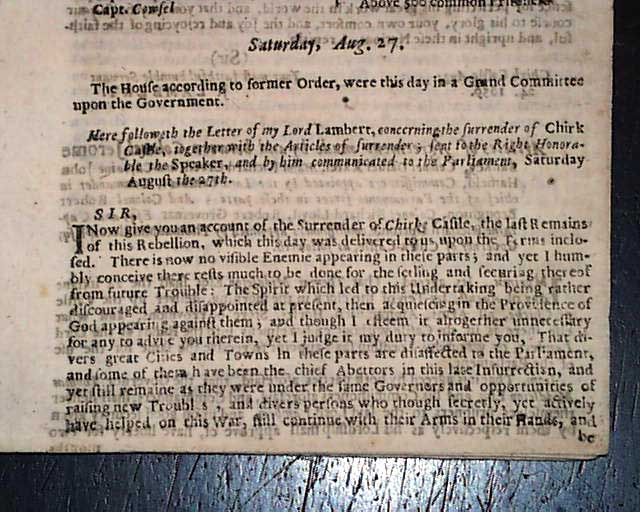 Capt. Cowsel
Above 500 common Prisoners
Saturday, Aug. 27.
The House according to former Order, were this day in a Grand Committee
upon the Government.
Here followeth the Letter of my Lord Lambert, concerning the surrender of Chirk
Castle, together with the Articles of surrender; sent to the Right Honora-
ble the Speaker, and by him communicated to the Parliament, Saturday
August the 27th.
SIR,
I Now give you an account of the Surrender of Chirk Castle, the last Remains
of this Rebellion, which this day was delivered to us upon the Terms inclo-
sed. There is now no visible Enemie appearing in these parts; and yet I hum-
bly conceive there rests much to be done for the setling and securing thereof
from future Trouble: The Spirit which led to this Undertaking being rather
discouraged and disappointed at present, then acquiescing in the Providence of
God appearing against them; and though I esteem it altogether unnecessary
for any to advise you therein, yet I judge it my duty to informe you, That di-
vers great Cities and Towns in these parts are disaffected to the Parliament,
and some of them have been the chief Abettors in this late Insurrection, and
yet still remaine as they were under the same Governers and opportunities of
raising new Troubl s, and divers persons who though secretly, yet actively
have helped on this War, still continue with their Arms in their Hands, and
be